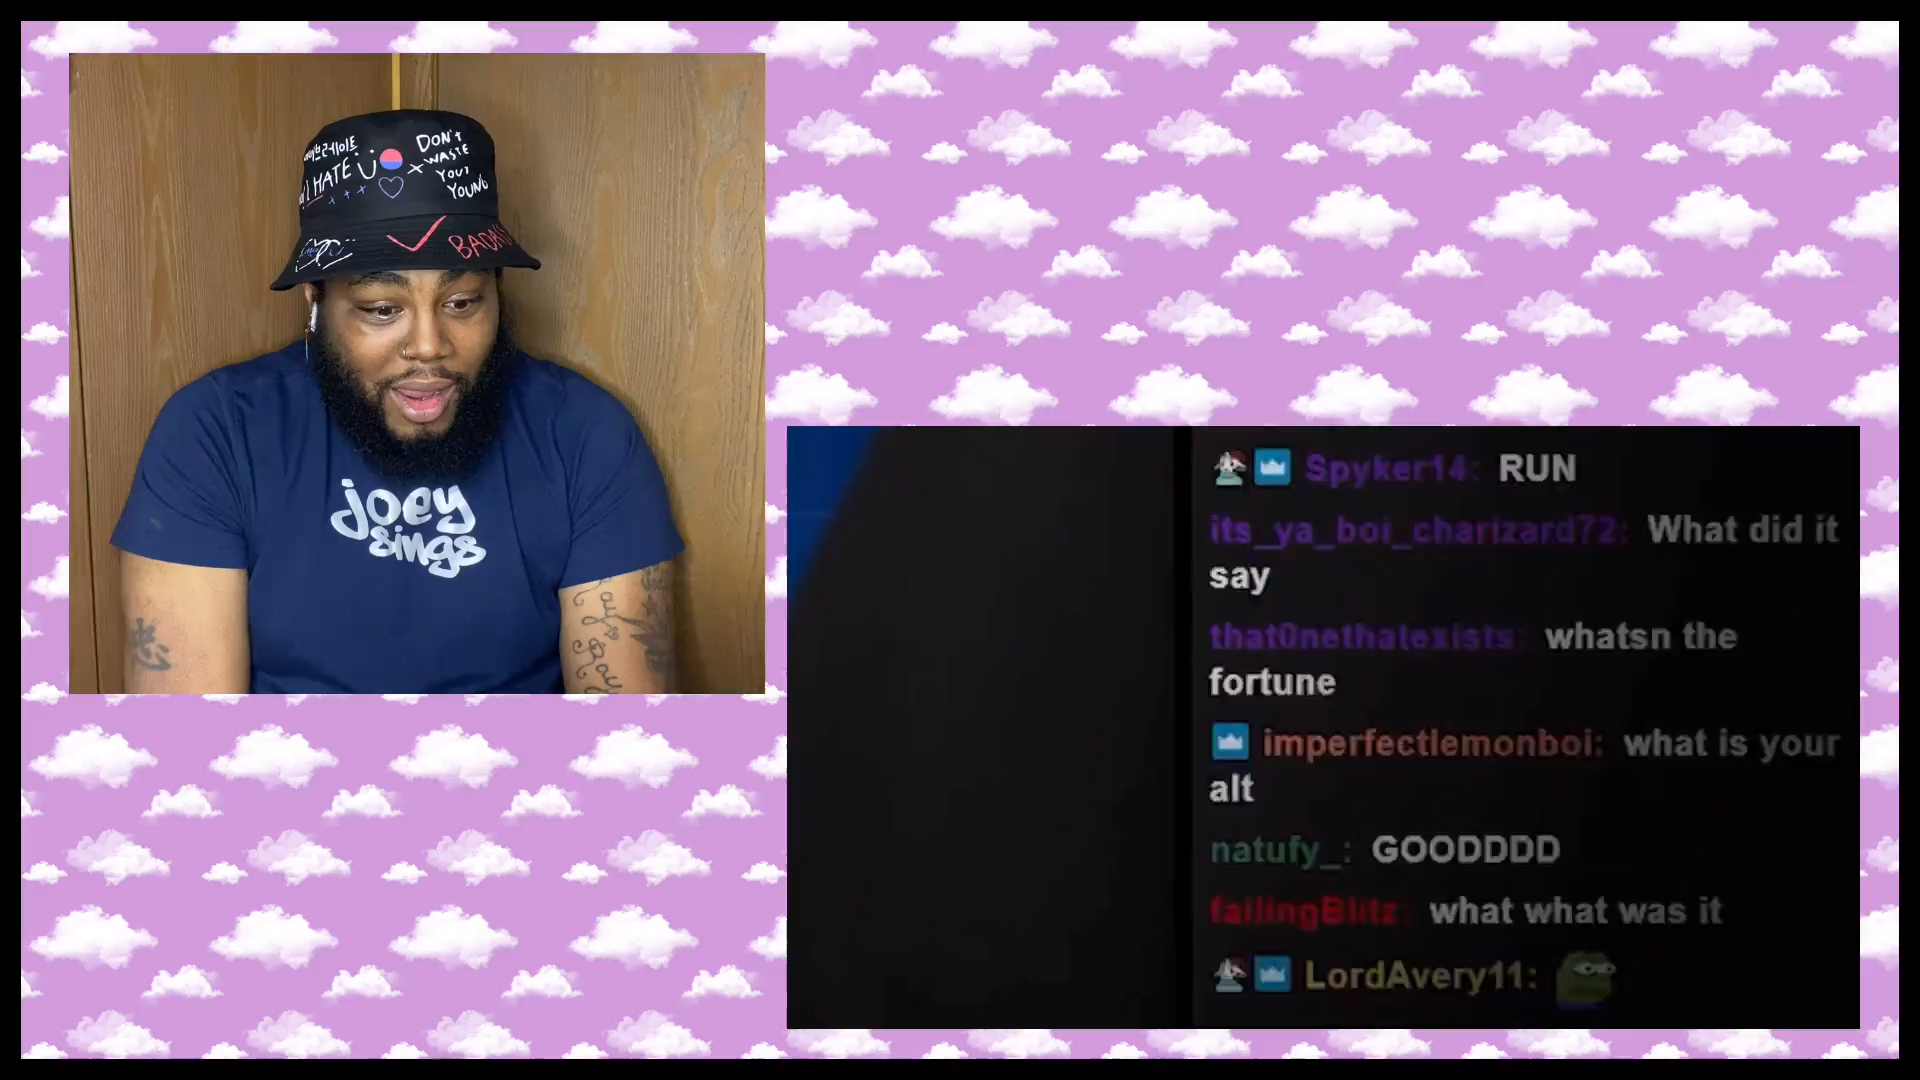 I HATE U
DON'T
WASTE
YOUR
YOUNG
joey
sings
Spyker14: RUN
its_ya_boi_charizard72: What did it
say
that0nethatexists: whatsn the
fortune
imperfectlemonboi: what is your
alt
natufy_: GOODDDD
failingBlitz: what what was it
LordAvery11: